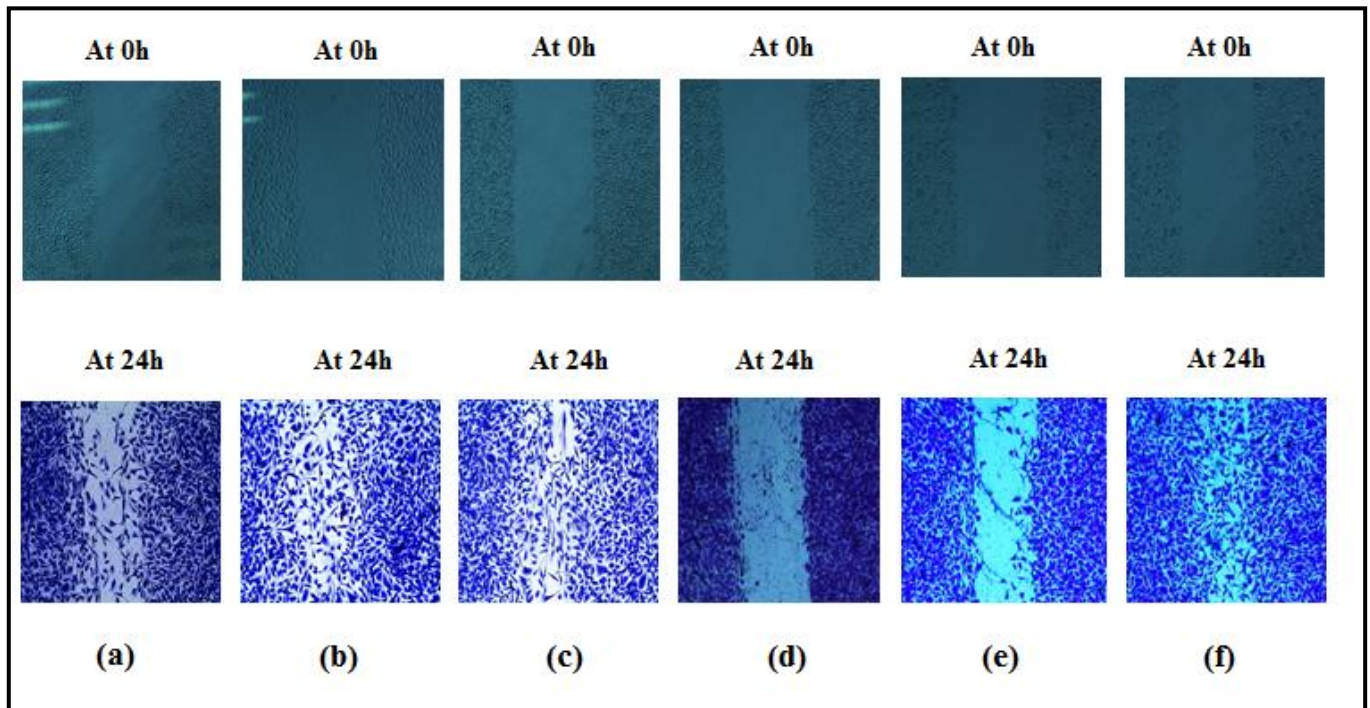 At 0h At 0h At 0h At 0h At 0h At 0h
At 24h At 24h At 24h At 24h At 24h At 24h
(a) (b) (c) (d) (e) (f)